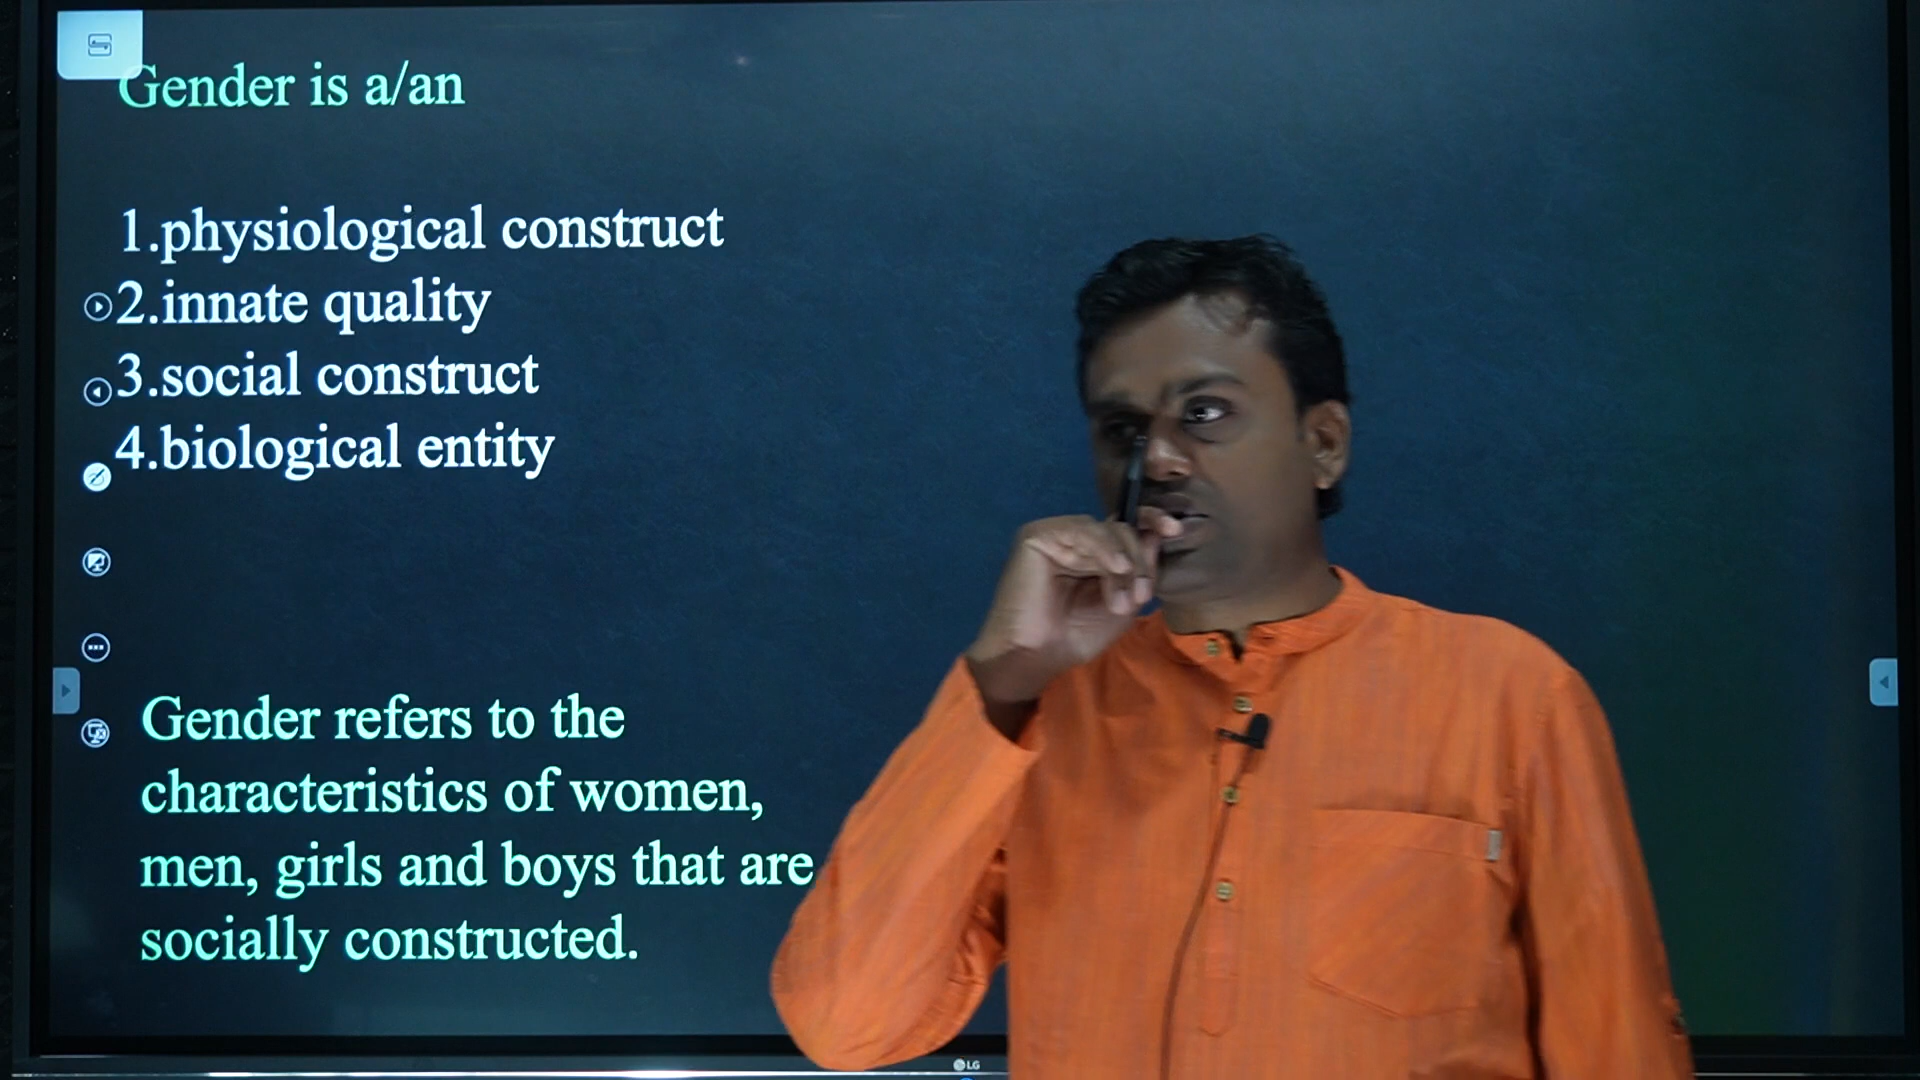 Gender is a/an
1.physiological construct
2.innate quality
3.social construct
4.biological entity
Gender refers to the
characteristics of women,
men, girls and boys that are
socially constructed.
LG